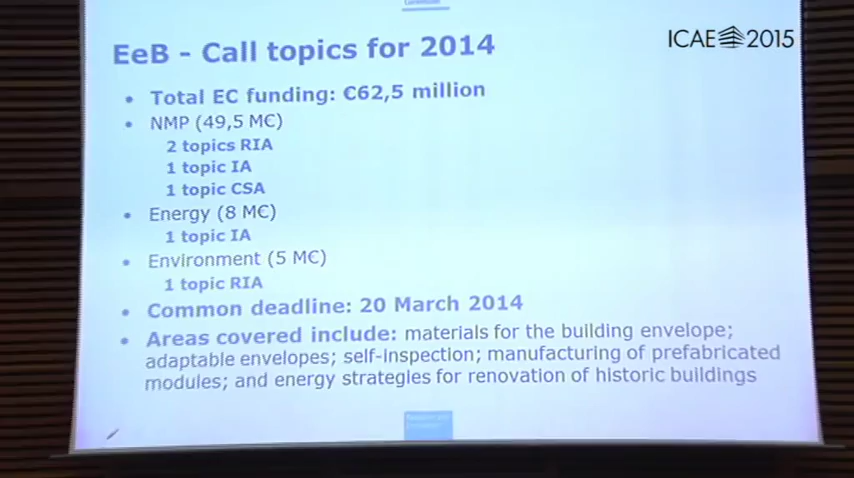 EeB - Call topics for 2014
ICAE 2015
• Total EC funding: €62,5 million
• NMP (49,5 M€)
2 topics RIA
1 topic IA
1 topic CSA
• Energy (8 M€)
1 topic IA
• Environment (5 M€)
1 topic RIA
• Common deadline: 20 March 2014
• Areas covered include: materials for the building envelope;
adaptable envelopes; self-inspection; manufacturing of prefabricated
modules; and energy strategies for renovation of historic buildings